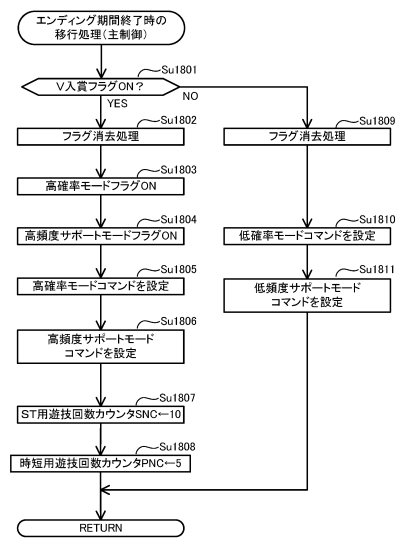 エンディング期間終了時の
移行処理(主制御)
Su1801
V入賞フラグON？
YES
NO
Su1802
フラグ消去処理
Su1803
高確率モードフラグON
Su1804
高頻度サポートモードフラグON
Su1805
高確率モードコマンドを設定
Su1806
高頻度サポートモード
コマンドを設定
Su1807
ST用遊技回数カウンタSNC←10
Su1808
時短用遊技回数カウンタPNC←5
Su1809
フラグ消去処理
Su1810
低確率モードコマンドを設定
Su1811
低頻度サポートモード
コマンドを設定
RETURN